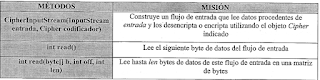 MÉTODOS
MISIÓN
CipherInputStream(InputStream
entrada, Cipher codificador)
Construye un flujo de entrada que lee datos procedentes de
entrada y los desencripta o encripta utilizando el objeto Cipher
indicado
int read()
Lee el siguiente byte de datos del flujo de entrada
int read(byte[] b, int off, int
len)
Lee hasta len bytes de datos de este flujo de entrada en una matriz
de bytes